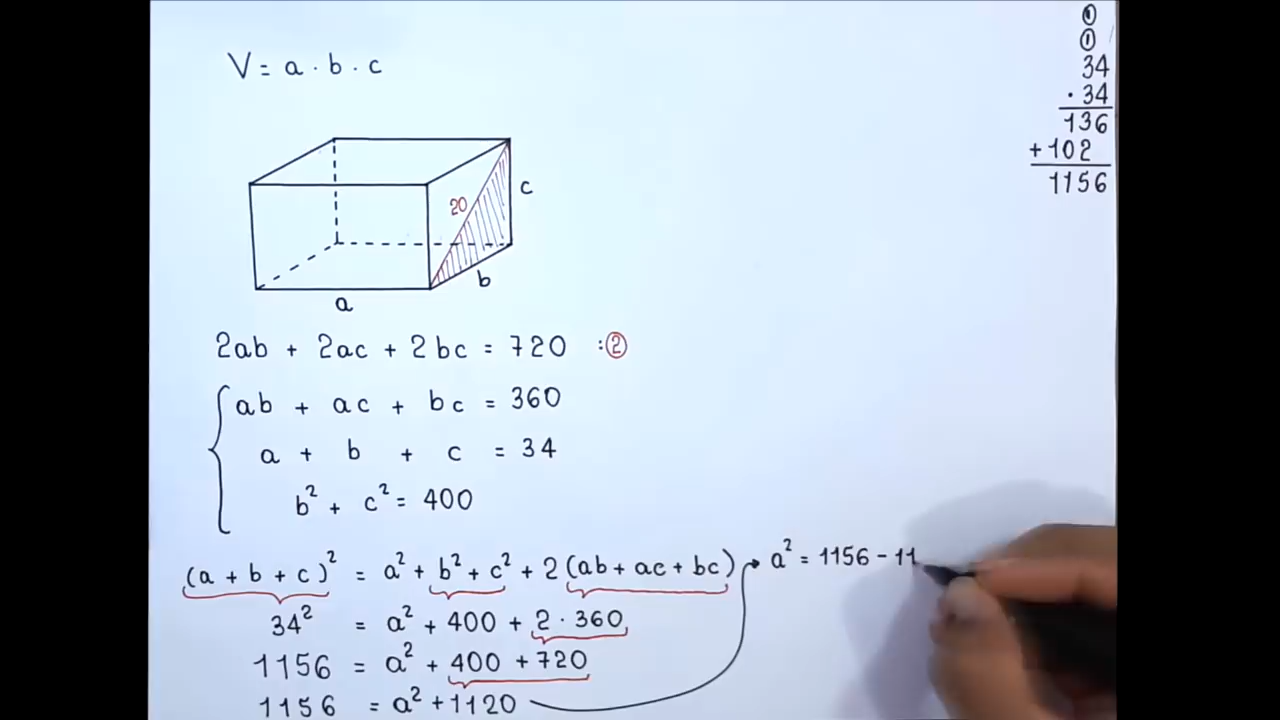 V = a · b · c
20
c
b
a
2ab + 2ac + 2bc = 720 :②
ab + ac + bc = 360
a + b + c = 34
b² + c² = 400
(a + b + c)² = a² + b² + c² + 2 (ab + ac + bc)
34² = a² + 400 + 2 · 360
1156 = a² + 400 + 720
1156 = a² + 1120
a² = 1156 - 11
①
①
34
· 34
136
+ 102
1156